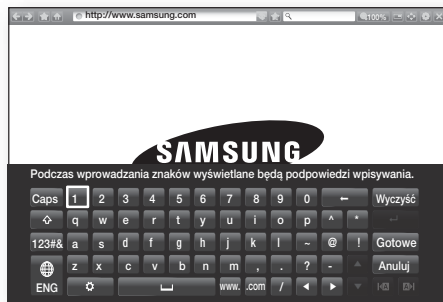 http://www.samsung.com 100%
SAMSUNG
Podczas wprowadzania znaków wyświetlane będą podpowiedzi wpisywania.
Caps 1 2 3 4 5 6 7 8 9 0 ← Wyczyść
q w e r t y u i o p ^ *
123#& a s d f g h j k l ~ @ ! Gotowe
z x c v b n m , . ? - Anuluj
ENG www. .com /